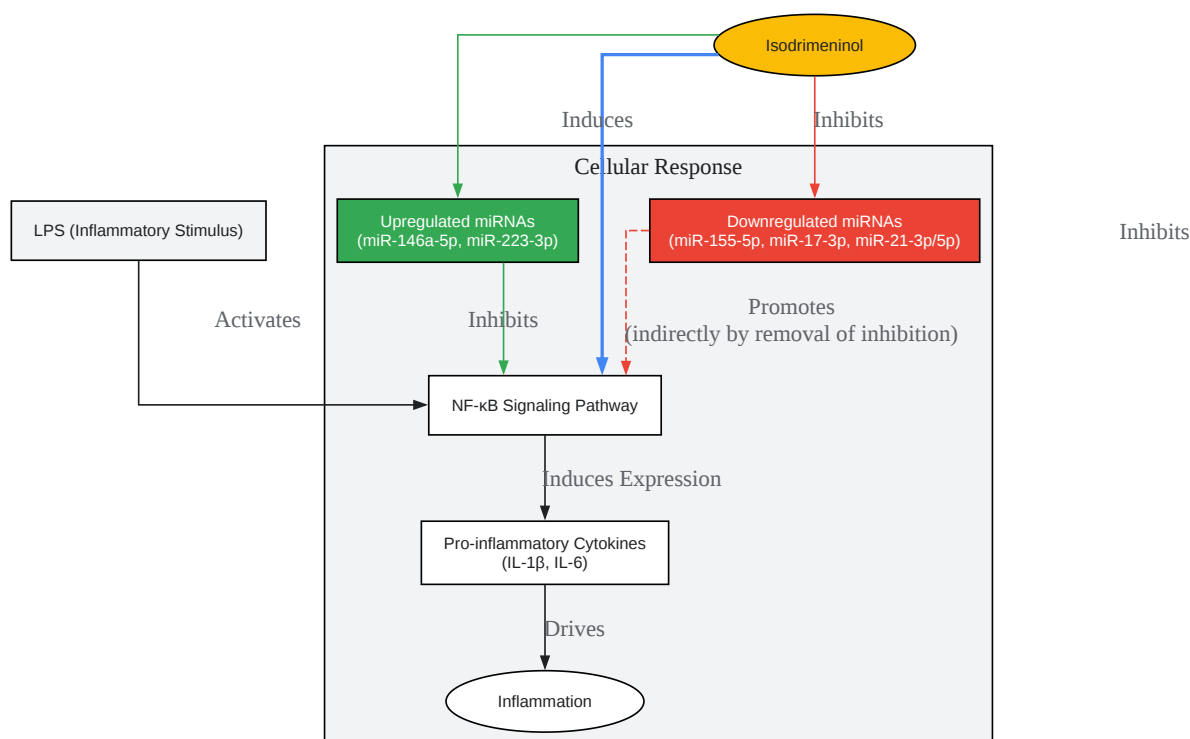 Isodrimeninol
Induces
Inhibits
Cellular Response
LPS (Inflammatory Stimulus)
Upregulated miRNAs
(miR-146a-5p, miR-223-3p)
Downregulated miRNAs
(miR-155-5p, miR-17-3p, miR-21-3p/5p)
Inhibits
Activates
Inhibits
Promotes
(indirectly by removal of inhibition)
NF-κB Signaling Pathway
Induces Expression
Pro-inflammatory Cytokines
(IL-1β, IL-6)
Drives
Inflammation